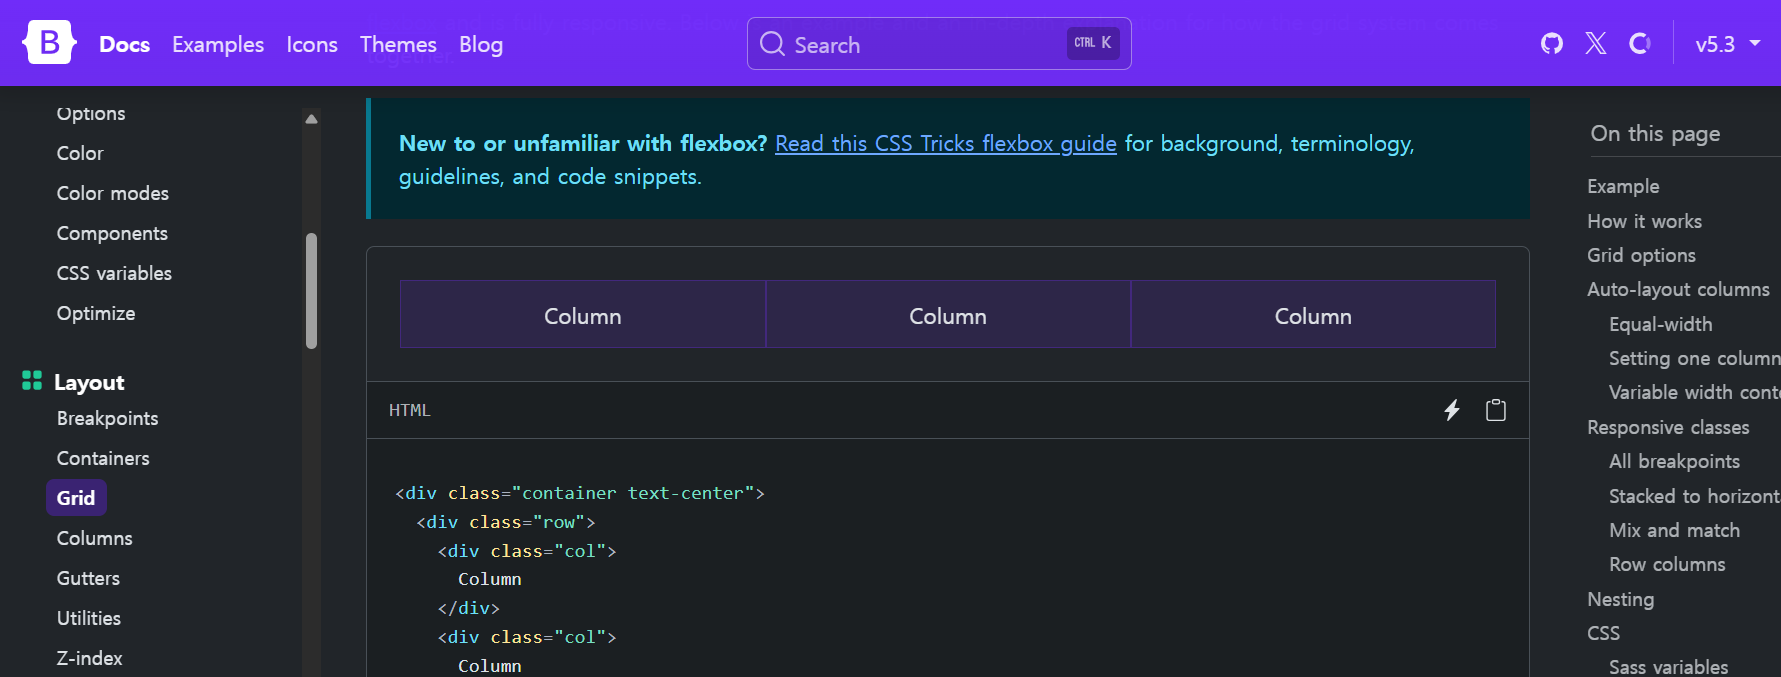 B
Docs
Examples
Icons
Themes
Blog
Search
CTRL K
v5.3
together.
Options
Color
Color modes
Components
CSS variables
Optimize
Layout
Breakpoints
Containers
Grid
Columns
Gutters
Utilities
Z-index
New to or unfamiliar with flexbox? Read this CSS Tricks flexbox guide for background, terminology,
guidelines, and code snippets.
Column
Column
Column
HTML
<div class="container text-center">
<div class="row">
<div class="col">
Column
</div>
<div class="col">
Column
On this page
Example
How it works
Grid options
Auto-layout columns
Equal-width
Setting one column
Variable width cont
Responsive classes
All breakpoints
Stacked to horizont
Mix and match
Row columns
Nesting
CSS
Sass variables